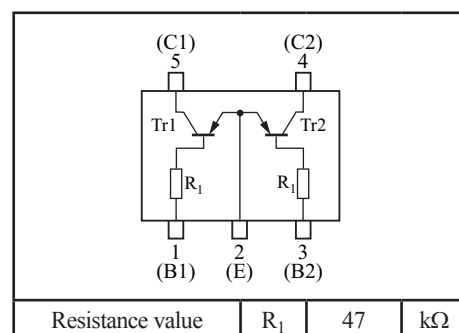 (C1) (C2)
5 4
Tr1 Tr2
R₁ R₁
1 2 3
(B1) (E) (B2)
Resistance value R₁ 47 kΩ